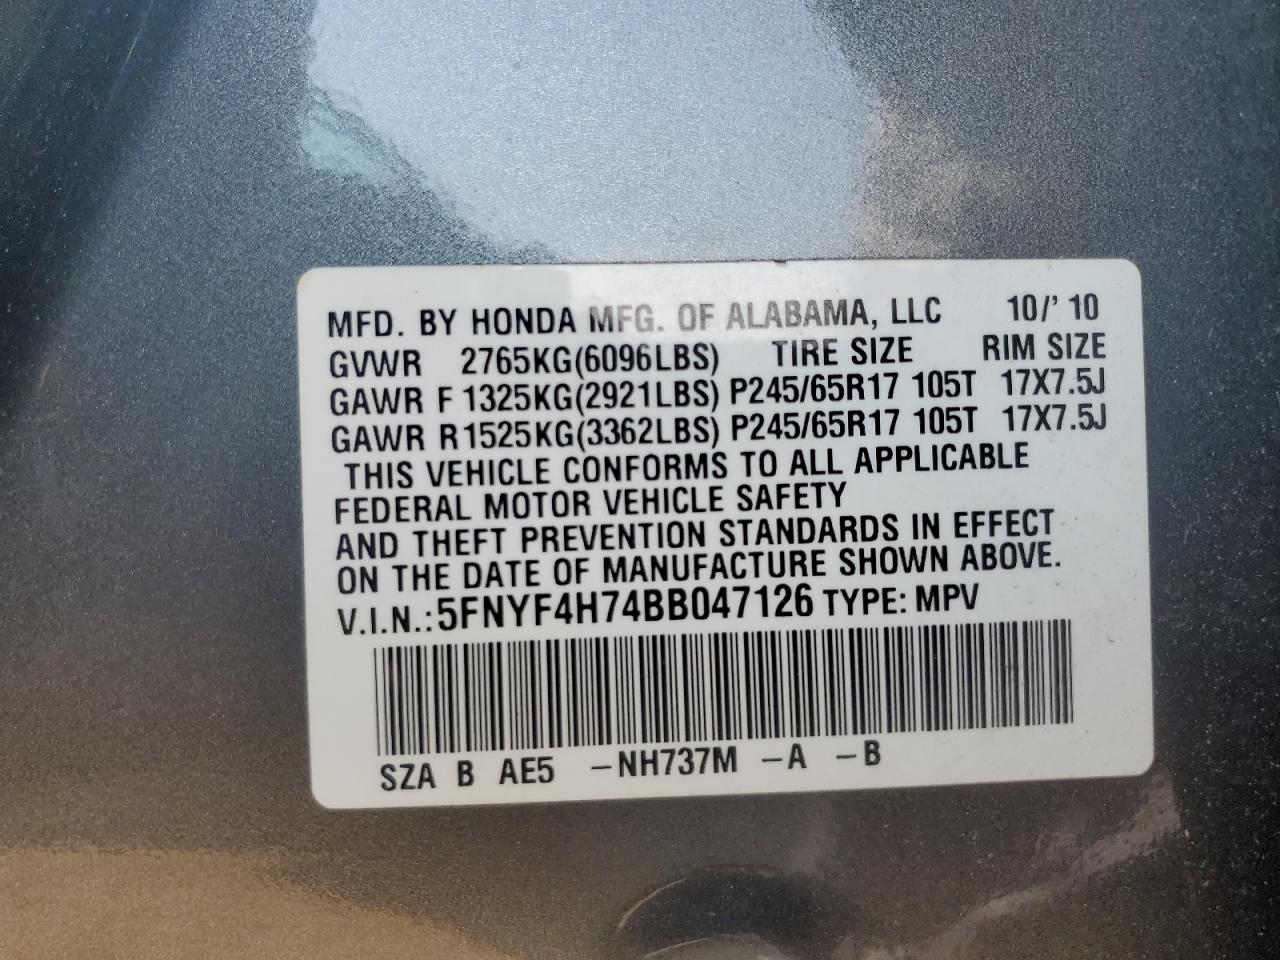 MFD. BY HONDA MFG. OF ALABAMA, LLC 10/'10
GVWR 2765KG(6096LBS) TIRE SIZE RIM SIZE
GAWR F 1325KG(2921LBS) P245/65R17 105T 17X7.5J
GAWR R 1525KG(3362LBS) P245/65R17 105T 17X7.5J
THIS VEHICLE CONFORMS TO ALL APPLICABLE
FEDERAL MOTOR VEHICLE SAFETY
AND THEFT PREVENTION STANDARDS IN EFFECT
ON THE DATE OF MANUFACTURE SHOWN ABOVE.
V.I.N.: 5FNYF4H74BB047126 TYPE: MPV
SZA B AE5 -NH737M -A -B